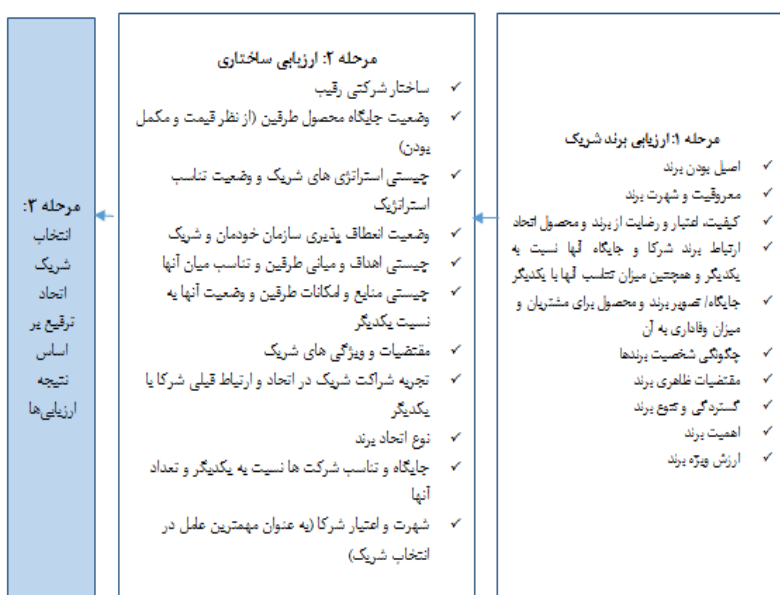 مرحله ۱: ارزیابی برند شریک
اصیل بودن برند
معروفیت و شهرت برند
کیفیت، اعتبار و رضایت از برند و محصول اتحاد
ارتباط برند شرکا و جایگاه آنها نسبت به
یکدیگر و همچنین میزان تناسب آنها با یکدیگر
جایگاه/ تصویر برند و محصول برای مشتریان و
میزان وفاداری به آن
چگونگی شخصیت برندها
مقتضیات ظاهری برند
گستردگی و تنوع برند
اهمیت برند
ارزش ویژه برند
مرحله ۲: ارزیابی ساختاری
ساختار شرکتی رقیب
وضعیت جایگاه محصول طرفین (از نظر قیمت و مکمل
بودن)
چیستی استراتژی های شریک و وضعیت تناسب
استراتژیک
وضعیت انعطاف پذیری سازمان خودمان و شریک
چیستی اهداف و مبانی طرفین و تناسب میان آنها
چیستی منابع و امکانات طرفین و وضعیت آنها به
نسبت یکدیگر
مقتضیات و ویژگی های شریک
تجربه شراکت شریک در اتحاد و ارتباط قبلی شرکا با
یکدیگر
نوع اتحاد برند
جایگاه و تناسب شرکت ها نسبت به یکدیگر و تعداد
آنها
شهرت و اعتبار شرکا (به عنوان مهمترین عامل در
انتخاب شریک)
مرحله ۳:
انتخاب
شریک
اتحاد
ترفیع بر
اساس
نتیجه
ارزیابی‌ها